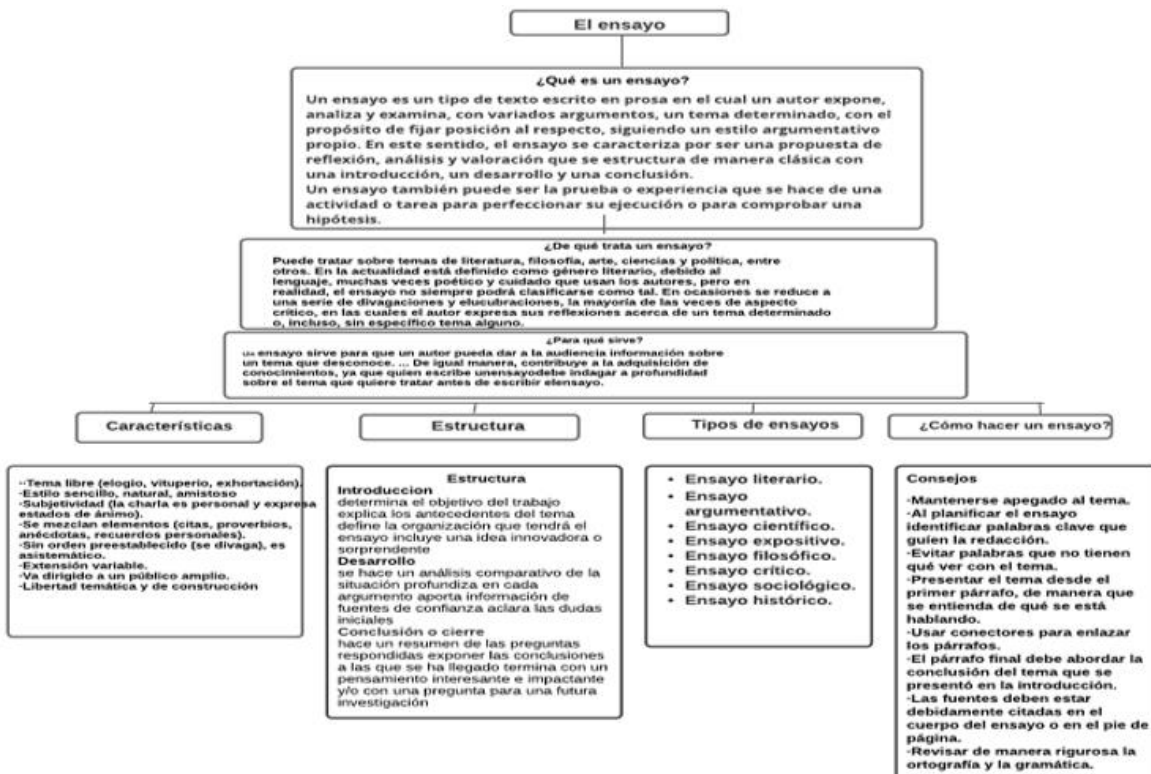 El ensayo
¿Qué es un ensayo?
Un ensayo es un tipo de texto escrito en prosa en el cual un autor expone,
analiza y examina, con variados argumentos, un tema determinado, con el
propósito de fijar posición al respecto, siguiendo un estilo argumentativo
propio. En este sentido, el ensayo se caracteriza por ser una propuesta de
reflexión, análisis y valoración que se estructura de manera clásica con
una introducción, un desarrollo y una conclusión.
Un ensayo también puede ser la prueba o experiencia que se hace de una
actividad o tarea para perfeccionar su ejecución o para comprobar una
hipótesis.
¿De qué trata un ensayo?
Puede tratar sobre temas de literatura, filosofía, arte, ciencias y política, entre
otros. En la actualidad está definido como género literario, debido al
lenguaje, muchas veces poético y cuidado que usan los autores, pero en
realidad, el ensayo no siempre podrá clasificarse como tal. En ocasiones se reduce a
una serie de divagaciones y elucubraciones, la mayoría de las veces de aspecto
crítico, en las cuales el autor expresa sus reflexiones acerca de un tema determinado
o, incluso, sin específico tema alguno.
¿Para qué sirve?
Un ensayo sirve para que un autor pueda dar a la audiencia información sobre
un tema que desconoce. ... De igual manera, contribuye a la adquisición de
conocimientos, ya que quien escribe unensayodebe indagar a profundidad
sobre el tema que quiere tratar antes de escribir elensayo.
Características
Estructura
Tipos de ensayos
¿Cómo hacer un ensayo?
--Tema libre (elogio, vituperio, exhortación).
-Estilo sencillo, natural, amistoso
-Subjetividad (la charla es personal y expresa
estados de ánimo).
-Se mezclan elementos (citas, proverbios,
anécdotas, recuerdos personales).
-Sin orden preestablecido (se divaga), es
asistemático.
-Extensión variable.
-Va dirigido a un público amplio.
-Libertad temática y de construcción
Estructura
Introduccion
determina el objetivo del trabajo
explica los antecedentes del tema
define la organización que tendrá el
ensayo incluye una idea innovadora o
sorprendente
Desarrollo
se hace un análisis comparativo de la
situación profundiza en cada
argumento aporta información de
fuentes de confianza aclara las dudas
iniciales
Conclusión o cierre
hace un resumen de las preguntas
respondidas exponer las conclusiones
a las que se ha llegado termina con un
pensamiento interesante e impactante
y/o con una pregunta para una futura
investigación
• Ensayo literario.
• Ensayo
argumentativo.
• Ensayo científico.
• Ensayo expositivo.
• Ensayo filosófico.
• Ensayo crítico.
• Ensayo sociológico.
• Ensayo histórico.
Consejos
-Mantenerse apegado al tema.
-Al planificar el ensayo
identificar palabras clave que
guíen la redacción.
-Evitar palabras que no tienen
qué ver con el tema.
-Presentar el tema desde el
primer párrafo, de manera que
se entienda de qué se está
hablando.
-Usar conectores para enlazar
los párrafos.
-El párrafo final debe abordar la
conclusión del tema que se
presentó en la introducción.
-Las fuentes deben estar
debidamente citadas en el
cuerpo del ensayo o en el pie de
página.
-Revisar de manera rigurosa la
ortografía y la gramática.